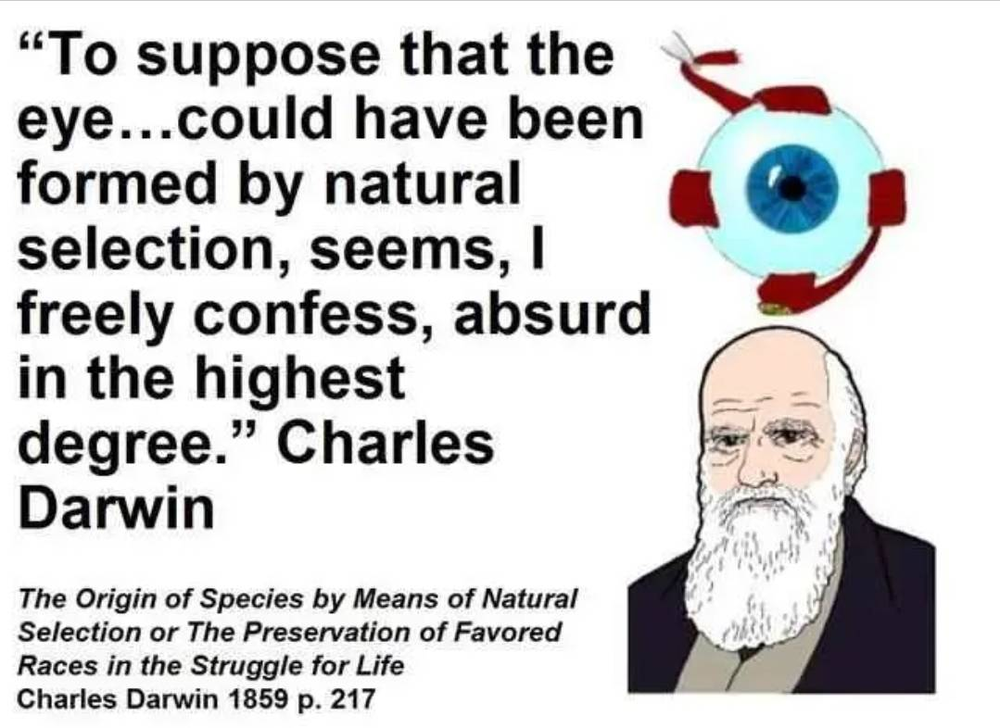 “To suppose that the
eye...could have been
formed by natural
selection, seems, I
freely confess, absurd
in the highest
degree.” Charles
Darwin
The Origin of Species by Means of Natural
Selection or The Preservation of Favored
Races in the Struggle for Life
Charles Darwin 1859 p. 217